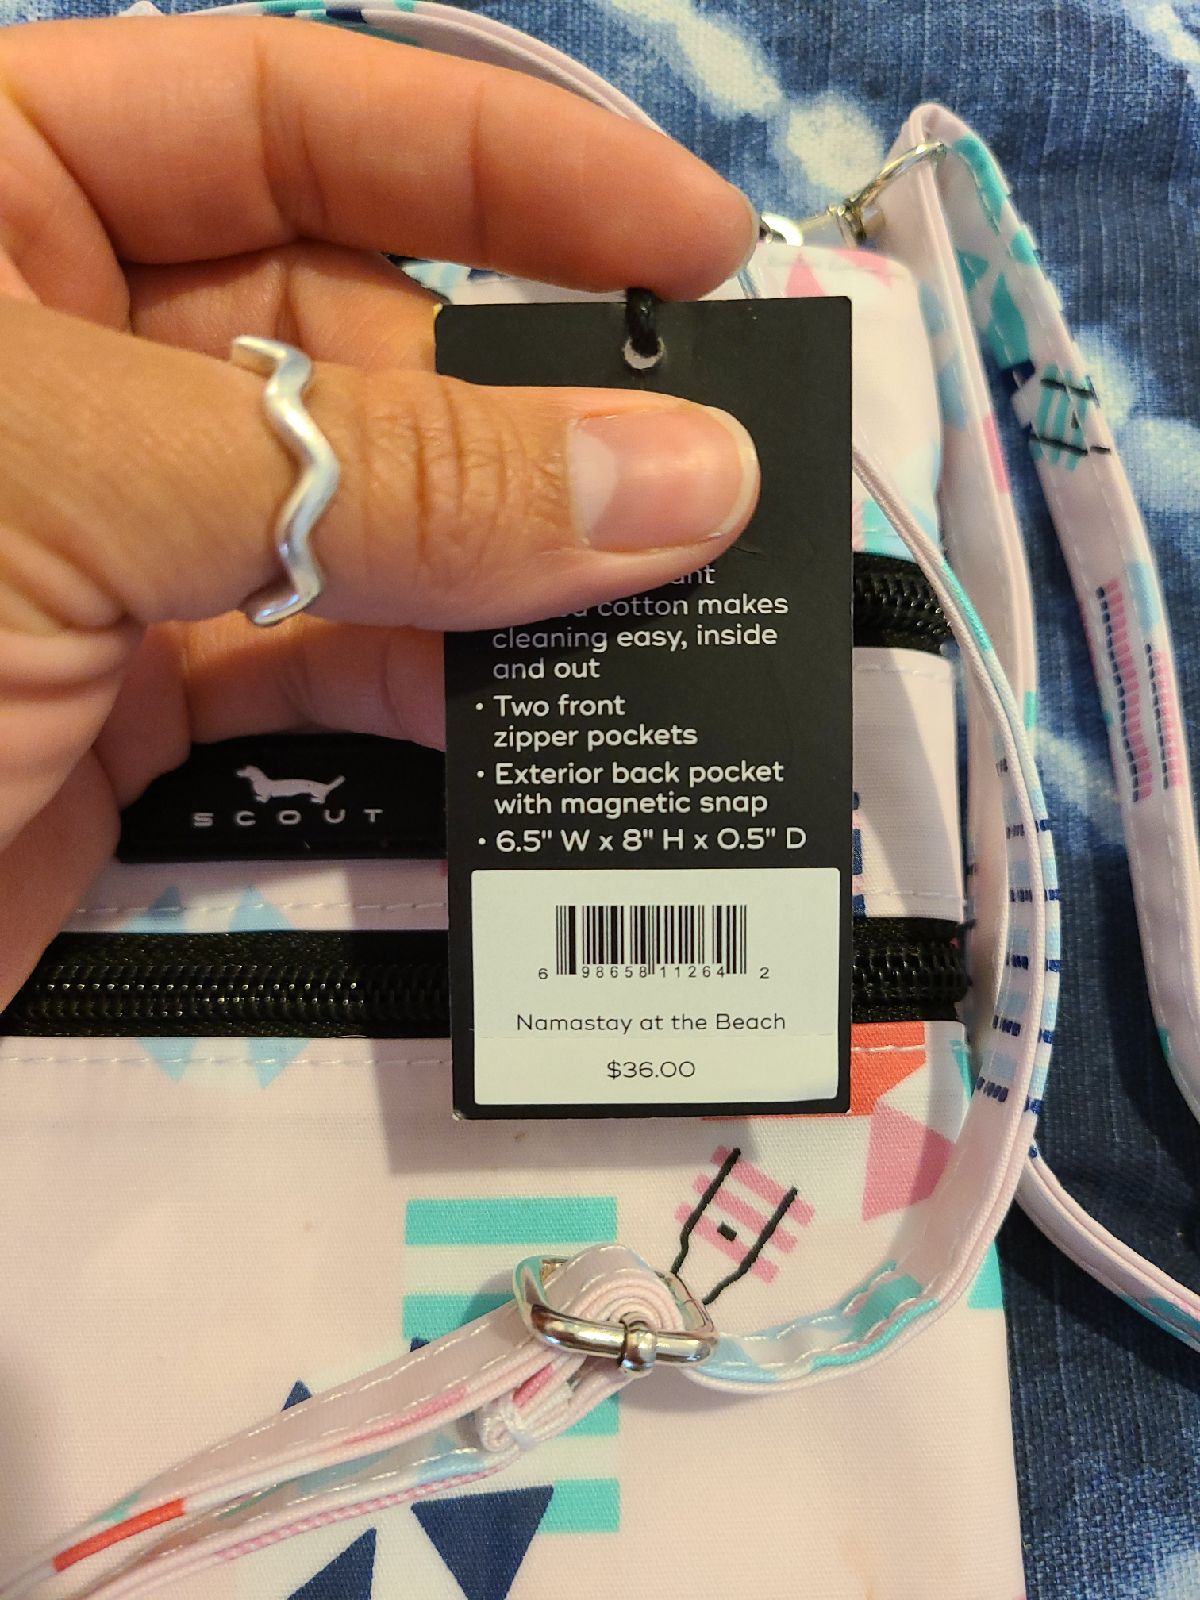 cotton makes
cleaning easy, inside
and out
• Two front
zipper pockets
• Exterior back pocket
with magnetic snap
• 6.5" W x 8" H x 0.5" D
SCOUT
6 98658 11264 2
Namastay at the Beach
$36.00